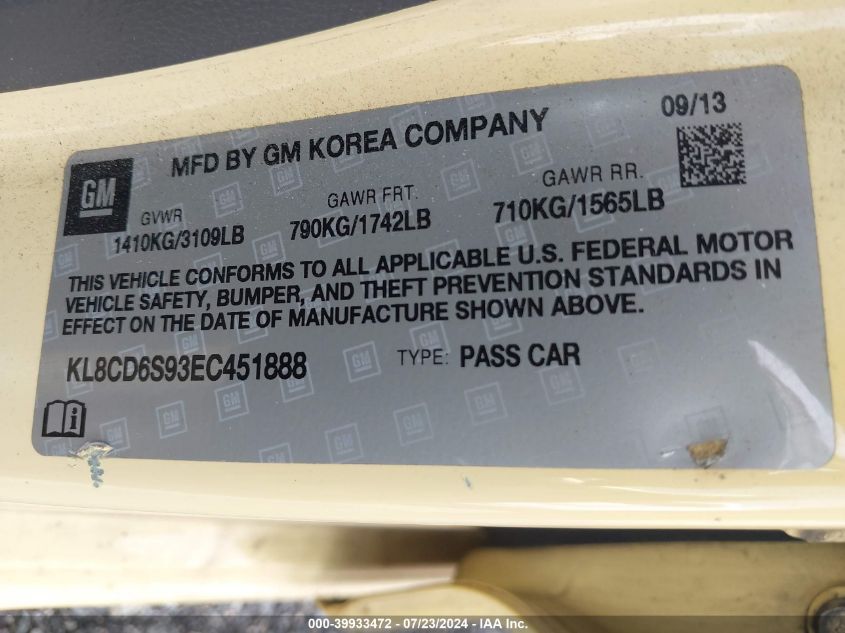 09/13
MFD BY GM KOREA COMPANY
GM
GVWR GAWR FRT. GAWR RR.
1410KG/3109LB 790KG/1742LB 710KG/1565LB
THIS VEHICLE CONFORMS TO ALL APPLICABLE U.S. FEDERAL MOTOR
VEHICLE SAFETY, BUMPER, AND THEFT PREVENTION STANDARDS IN
EFFECT ON THE DATE OF MANUFACTURE SHOWN ABOVE.
KL8CD6S93EC451888 TYPE: PASS CAR
000-39933472 - 07/23/2024 - IAA Inc.